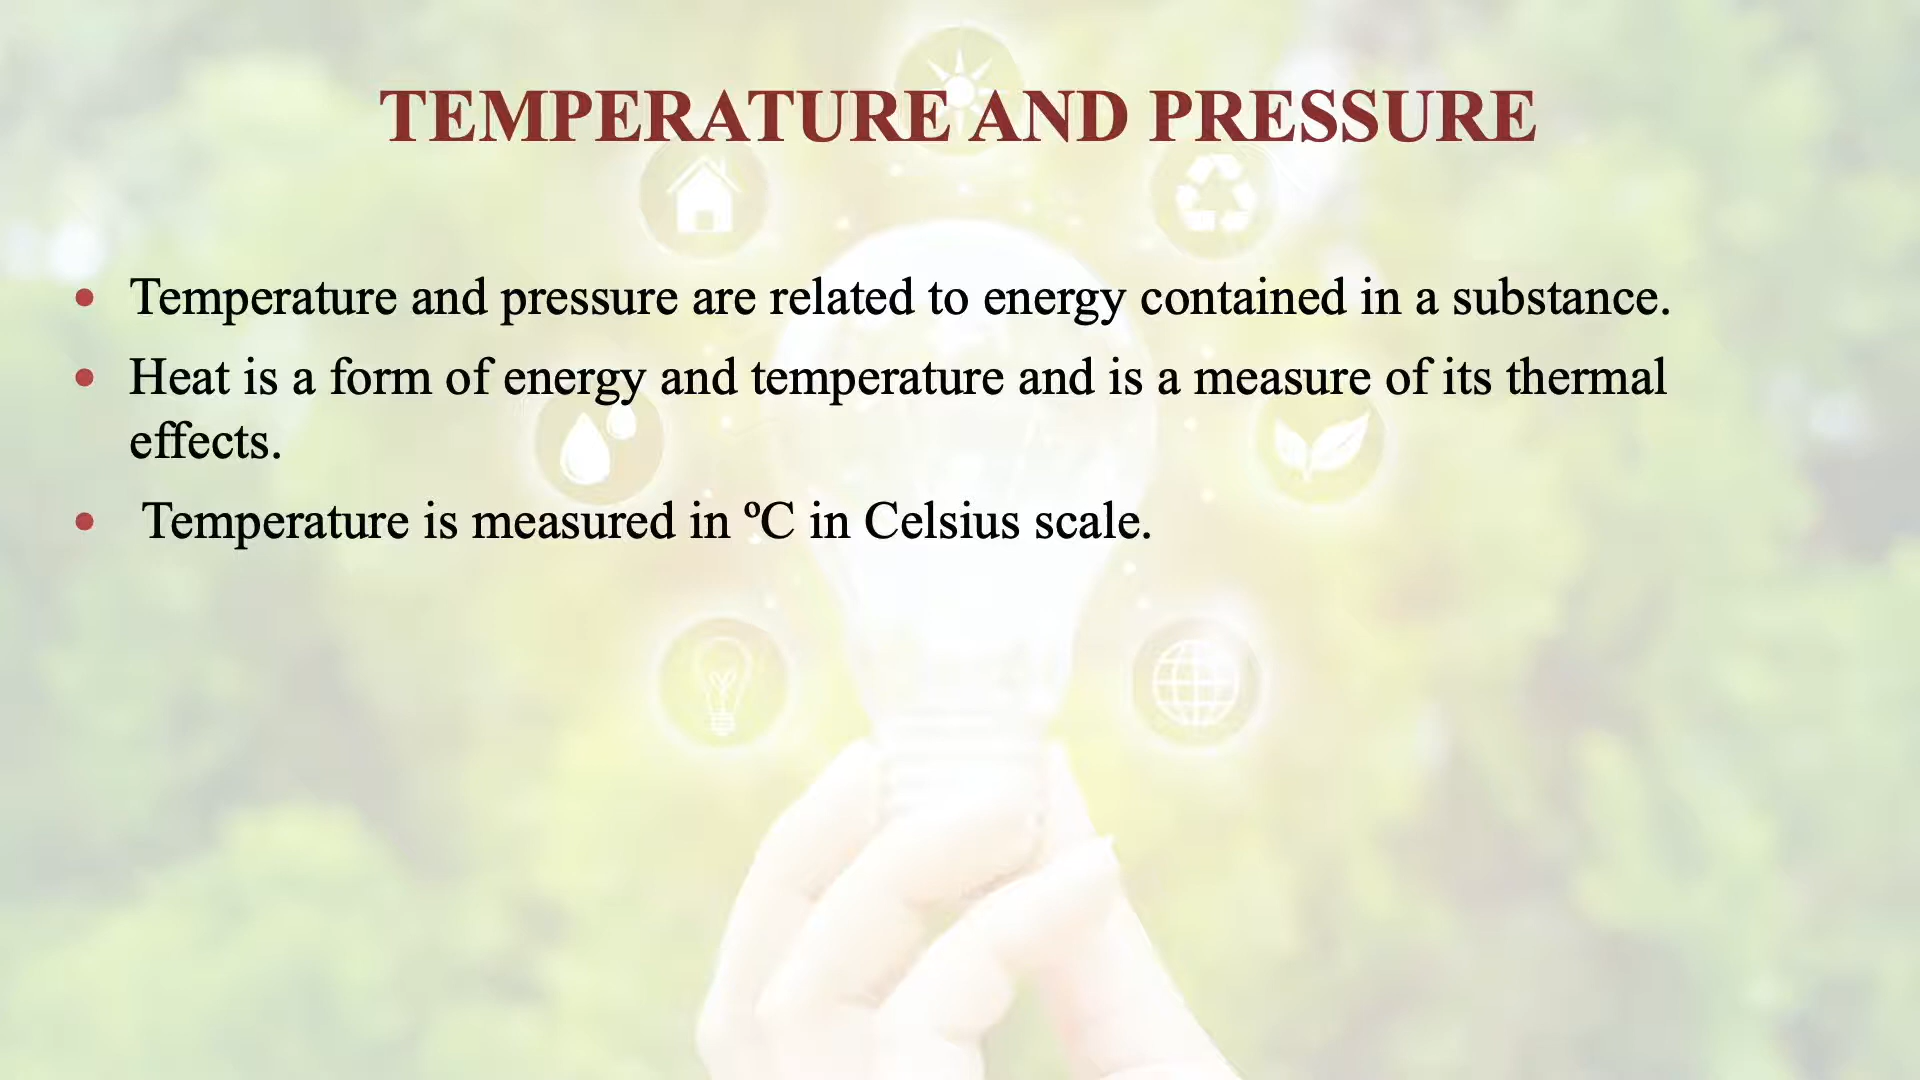 TEMPERATURE AND PRESSURE
• Temperature and pressure are related to energy contained in a substance.
• Heat is a form of energy and temperature and is a measure of its thermal
effects.
• Temperature is measured in ºC in Celsius scale.